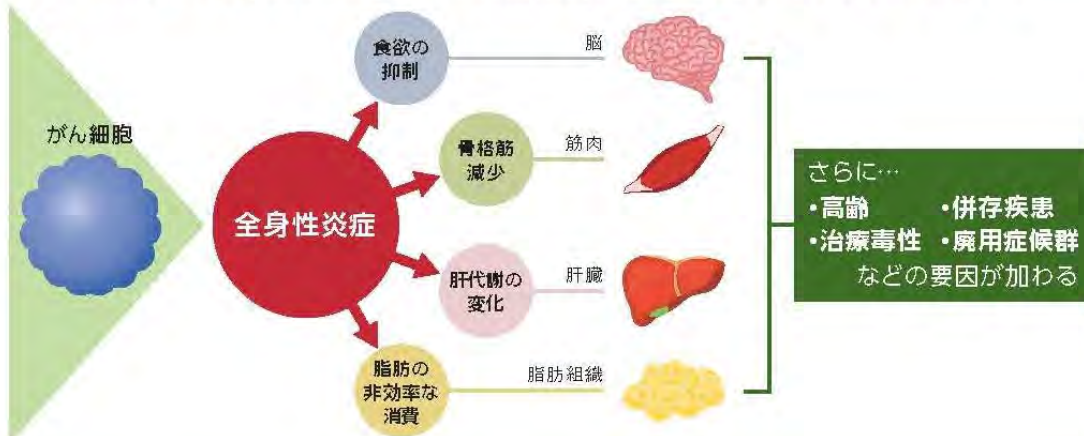 がん細胞
全身性炎症
食欲の
抑制
脳
骨格筋
減少
筋肉
肝代謝の
変化
肝臓
脂肪の
非効率な
消費
脂肪組織
さらに…
・高齢 ・併存疾患
・治療毒性 ・廃用症候群
などの要因が加わる